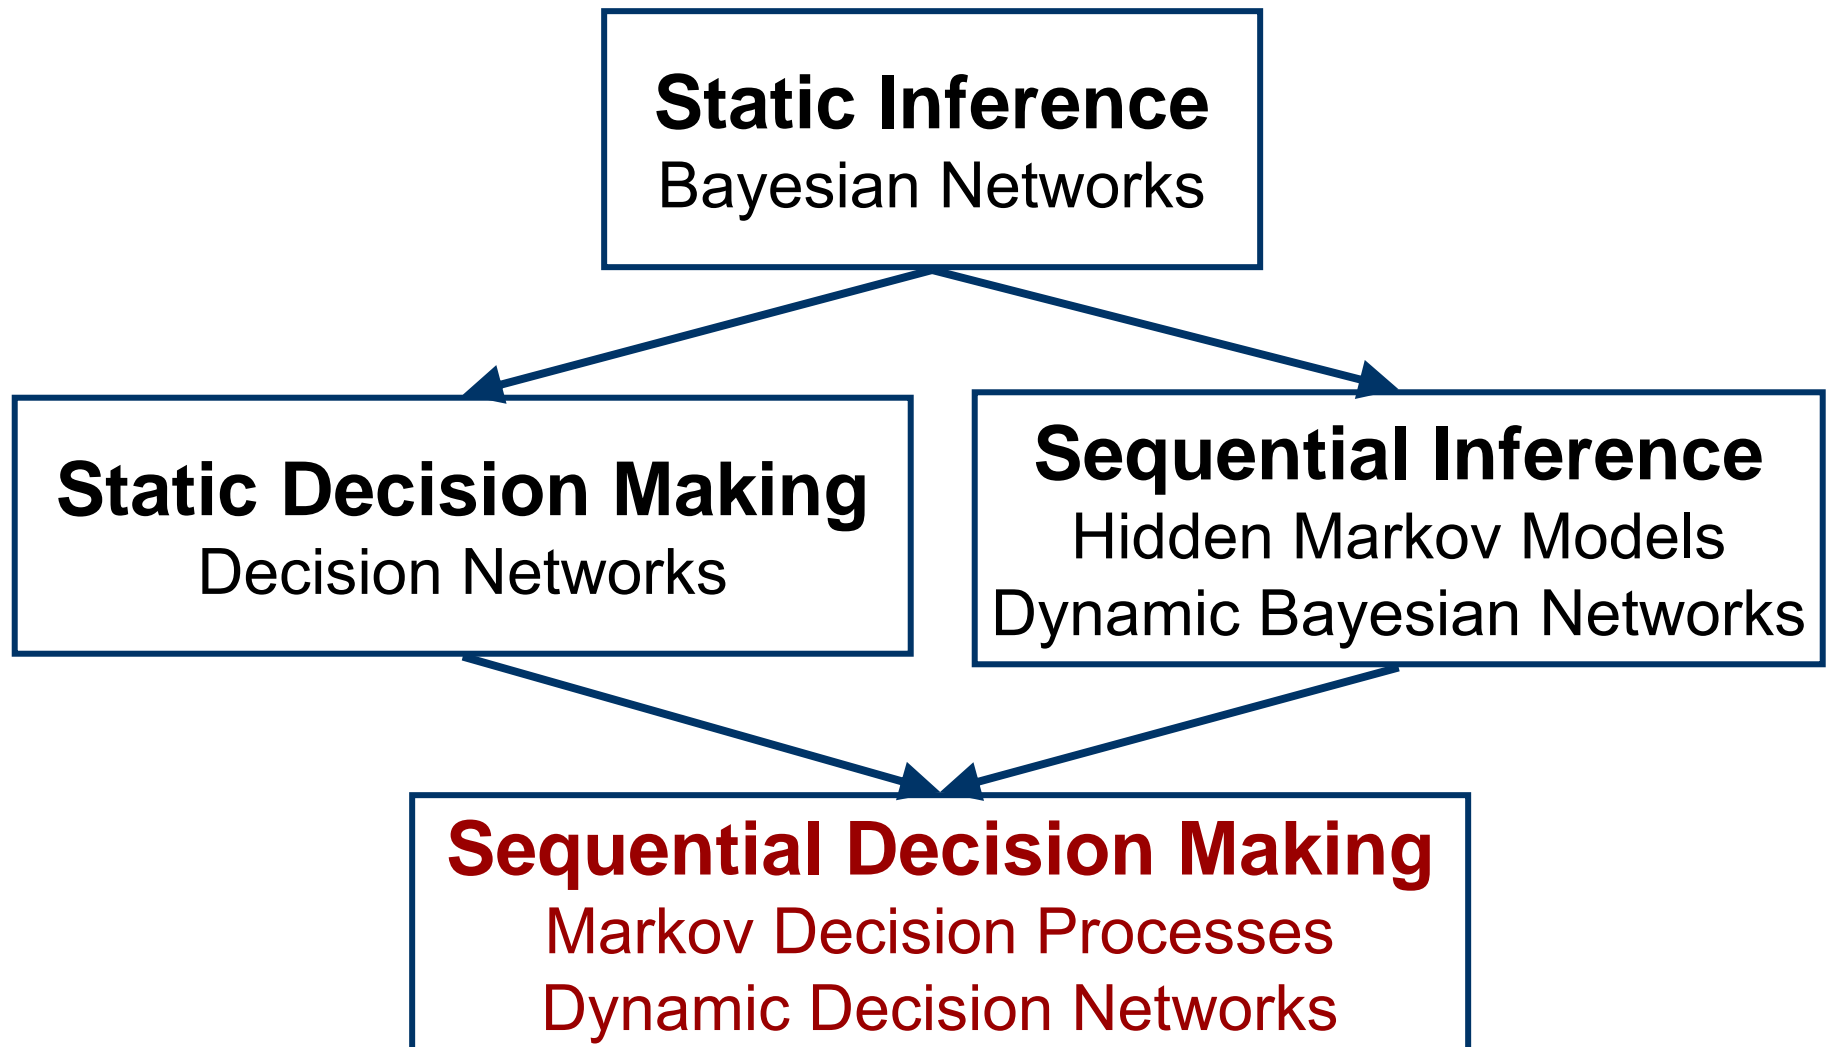 Static Inference
Bayesian Networks
Static Decision Making
Decision Networks
Sequential Inference
Hidden Markov Models
Dynamic Bayesian Networks
Sequential Decision Making
Markov Decision Processes
Dynamic Decision Networks